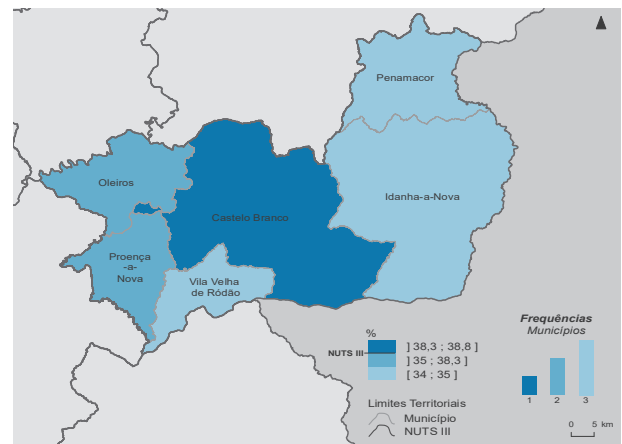 Penamacor
Oleiros
Idanha-a-Nova
Castelo Branco
Proença
-a-
Nova
Vila Velha
de Ródão
%
NUTS III
] 38,3 ; 38,8 ]
] 35 ; 38,3 ]
[ 34 ; 35 ]
Limites Territoriais
Município
NUTS III
Frequências
Municípios
1 2 3
0 5 km